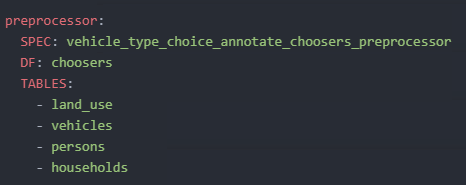 preprocessor:
  SPEC: vehicle_type_choice_annotate_choosers_preprocessor
  DF: choosers
  TABLES:
    - land_use
    - vehicles
    - persons
    - households